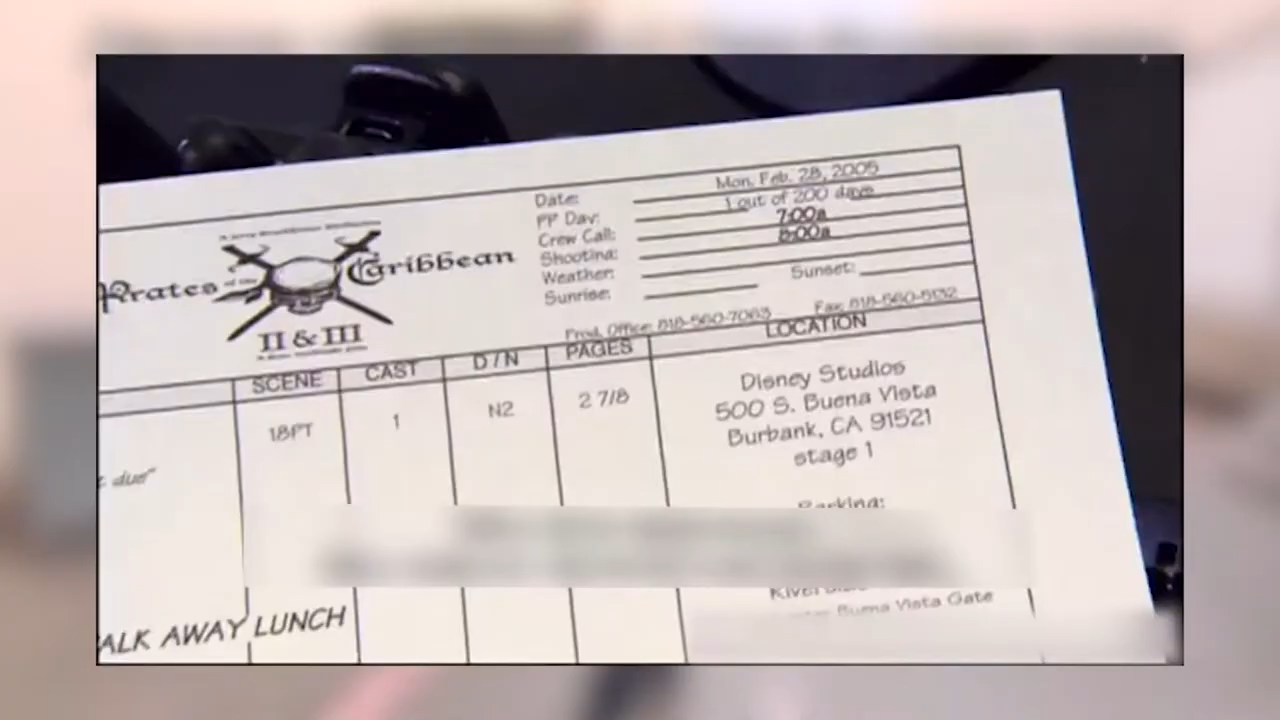 Date: Mon, Feb. 28, 2005
PP Day: 1 out of 200 days
Crew Call: 7:00a
Shooting: 8:00a
Weather:
Sunrise: Sunset:
Pirates of the Caribbean
II & III
Prod. Office: 818-560-7063 Fax: 818-560-5132
SCENE CAST D/N PAGES LOCATION
18PT 1 N2 2 7/8 Disney Studios
500 S. Buena Vista
Burbank, CA 91521
stage 1
due"
Parking:
Buena Vista Gate
ALK AWAY LUNCH